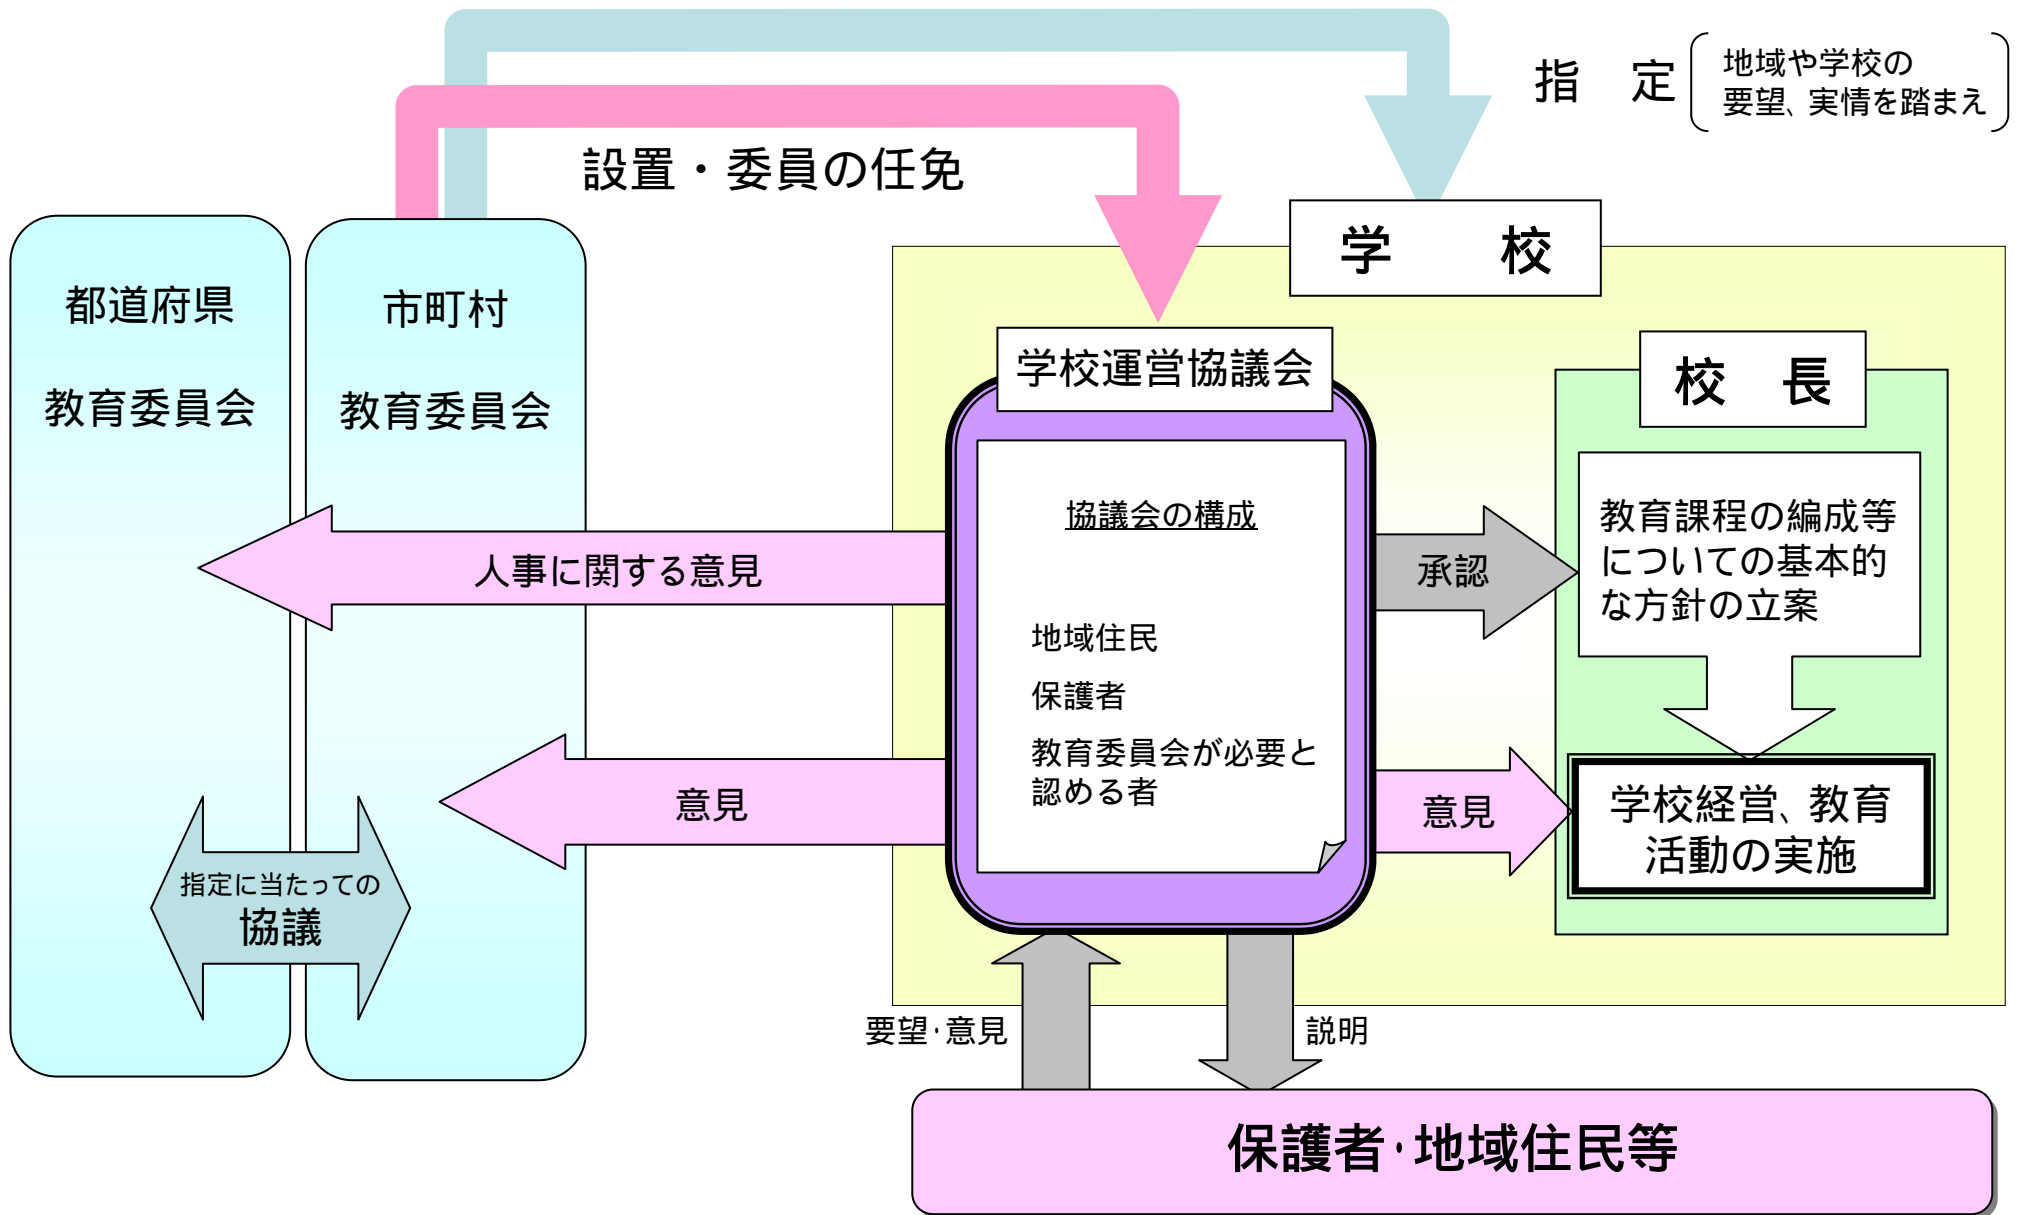 指　定
地域や学校の
要望、実情を踏まえ
設置・委員の任免
学　校
都道府県
教育委員会
市町村
教育委員会
学校運営協議会
校　長
協議会の構成
地域住民
保護者
教育委員会が必要と
認める者
人事に関する意見
承認
教育課程の編成等
についての基本的
な方針の立案
意見
意見
学校経営、教育
活動の実施
指定に当たっての
協議
要望・意見
説明
保護者・地域住民等